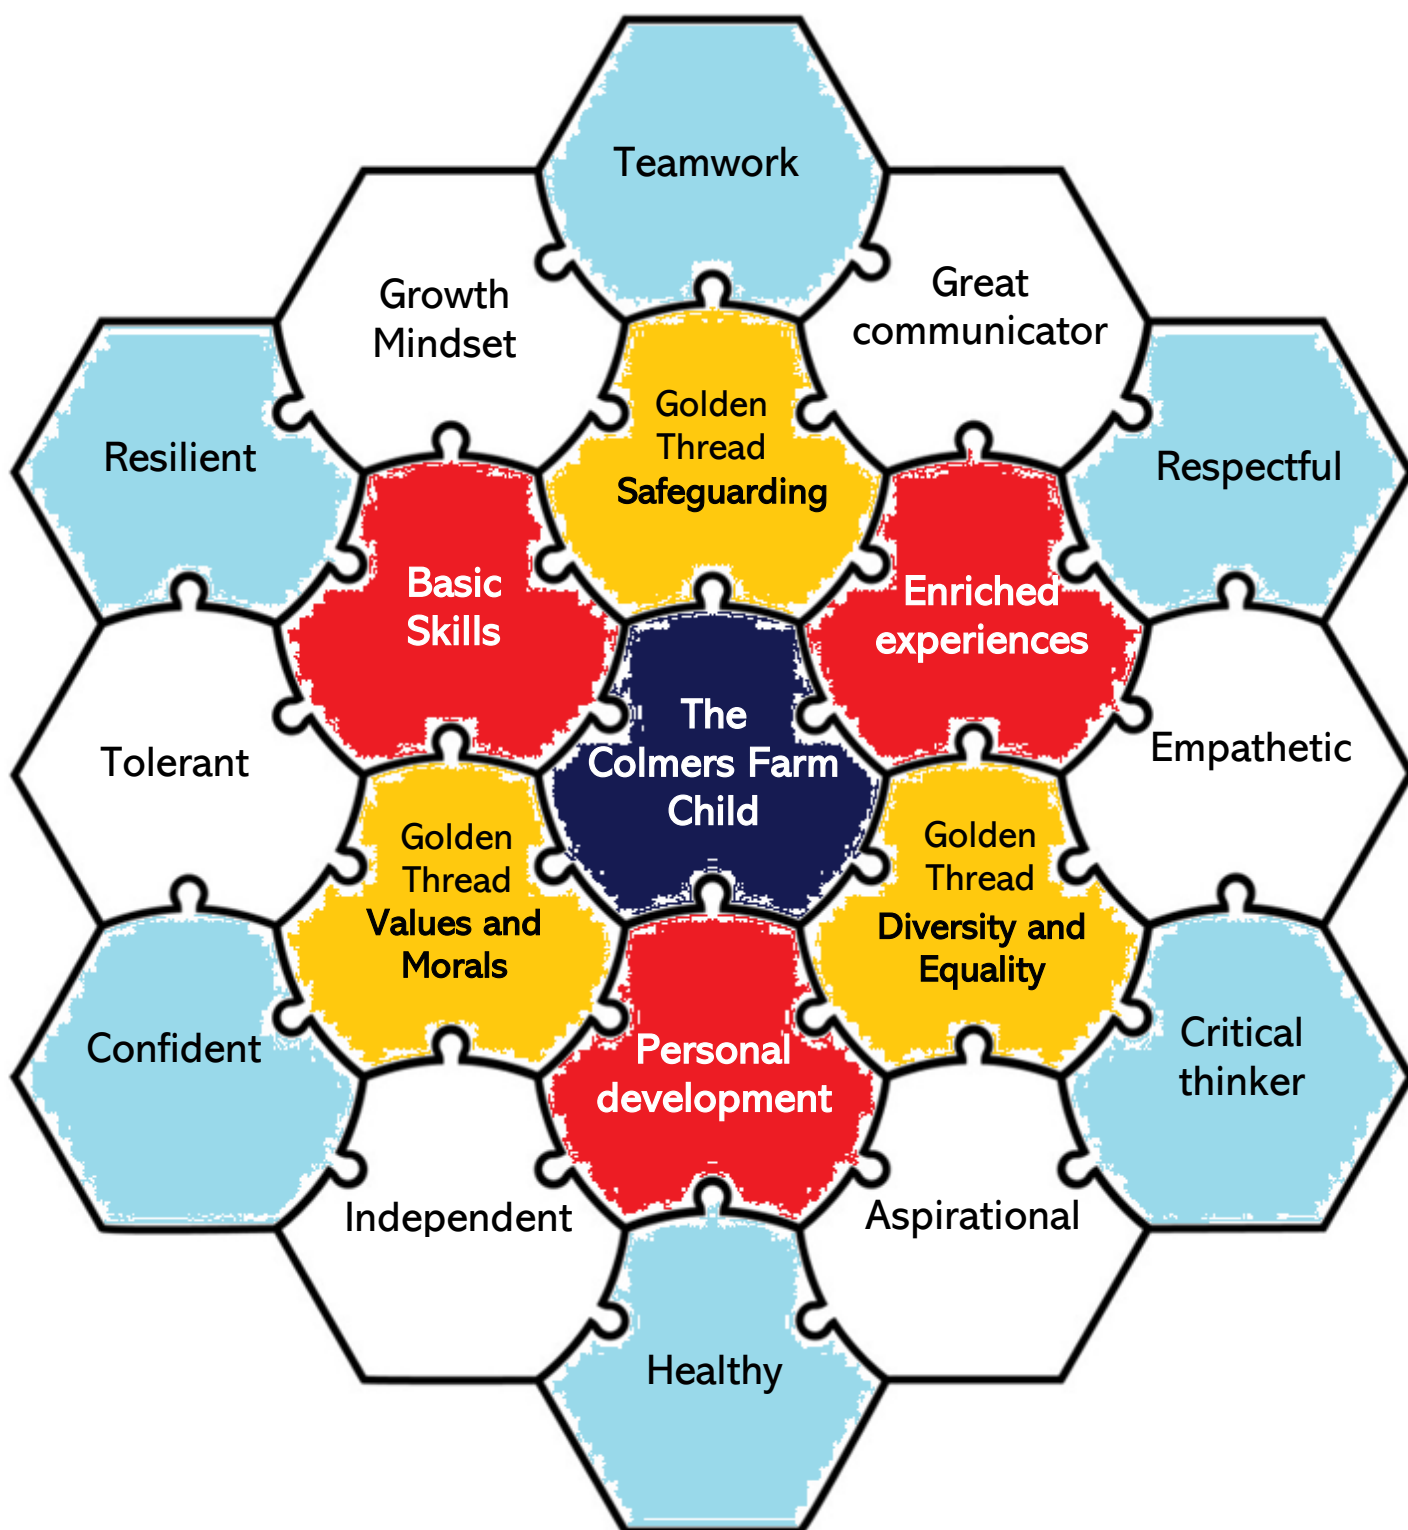 Teamwork
Growth
Mindset
Great
communicator
Resilient
Golden
Thread
Safeguarding
Respectful
Basic
Skills
Enriched
experiences
Tolerant
The
Colmers Farm
Child
Empathetic
Golden
Thread
Values and
Morals
Golden
Thread
Diversity and
Equality
Confident
Personal
development
Critical
thinker
Independent
Aspirational
Healthy